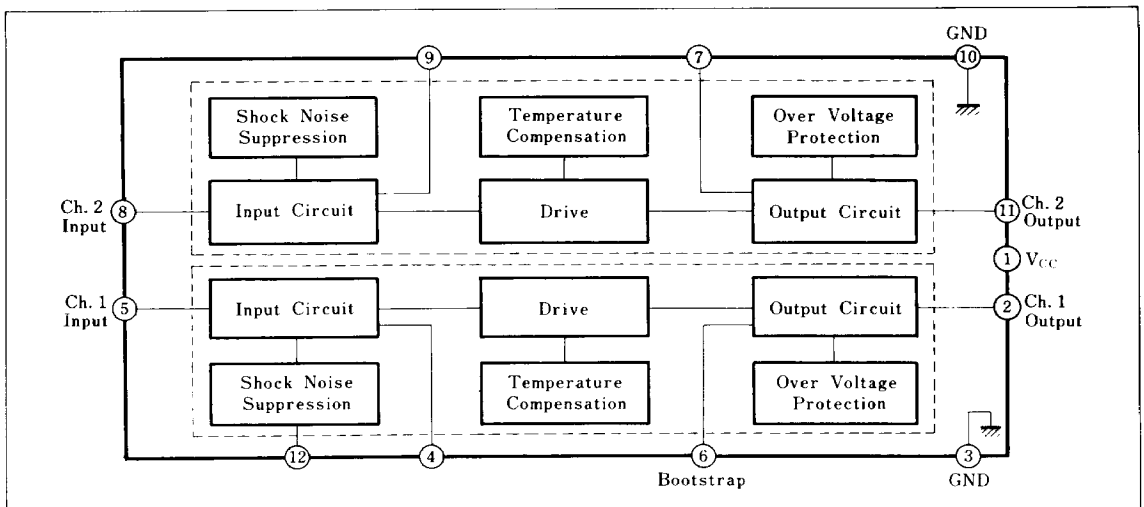 GND
9
7
10
Shock Noise
Suppression
Temperature
Compensation
Over Voltage
Protection
Ch. 2
Input
8
Input Circuit
Drive
Output Circuit
11
Ch. 2
Output
1
VCC
Ch. 1
Input
5
Input Circuit
Drive
Output Circuit
2
Ch. 1
Output
Shock Noise
Suppression
Temperature
Compensation
Over Voltage
Protection
12
4
6
3
Bootstrap
GND